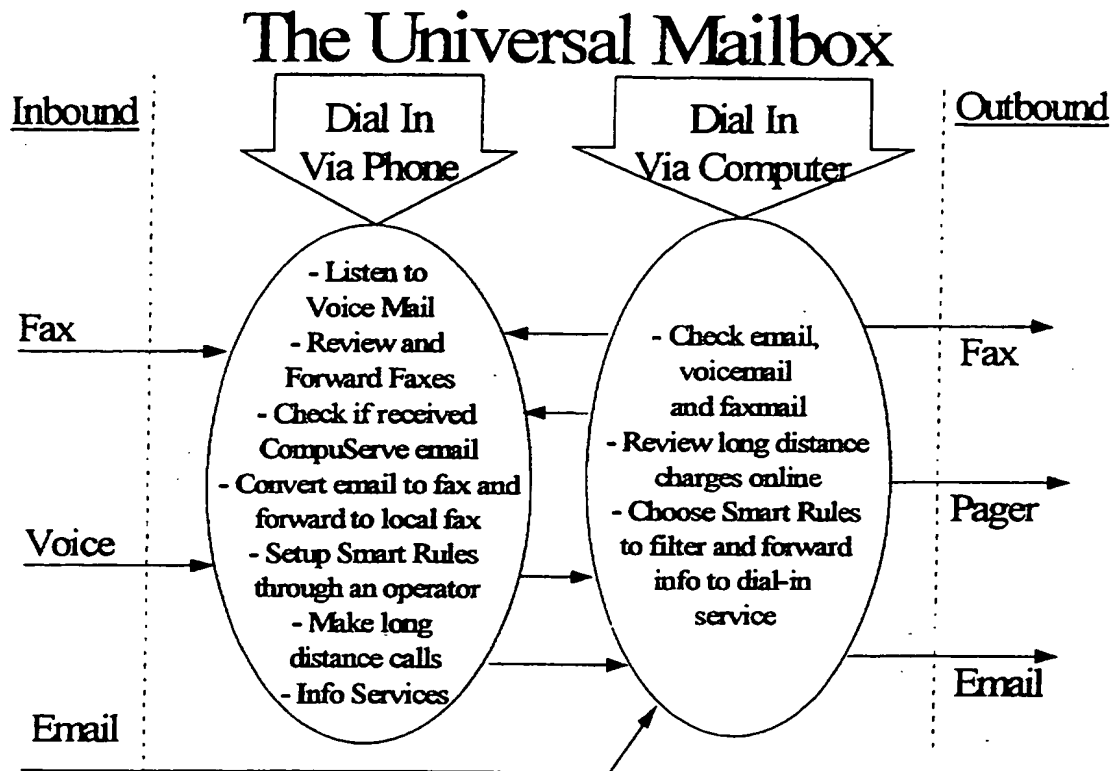 The Universal Mailbox
Inbound
Dial In
Via Phone
Dial In
Via Computer
Outbound
Fax
Voice
Email
- Listen to
Voice Mail
- Review and
Forward Faxes
- Check if received
CompuServe email
- Convert email to fax and
forward to local fax
- Setup Smart Rules
through an operator
- Make long
distance calls
- Info Services
- Check email,
voicemail
and faxmail
- Review long distance
charges online
- Choose Smart Rules
to filter and forward
info to dial-in
service
Fax
Pager
Email